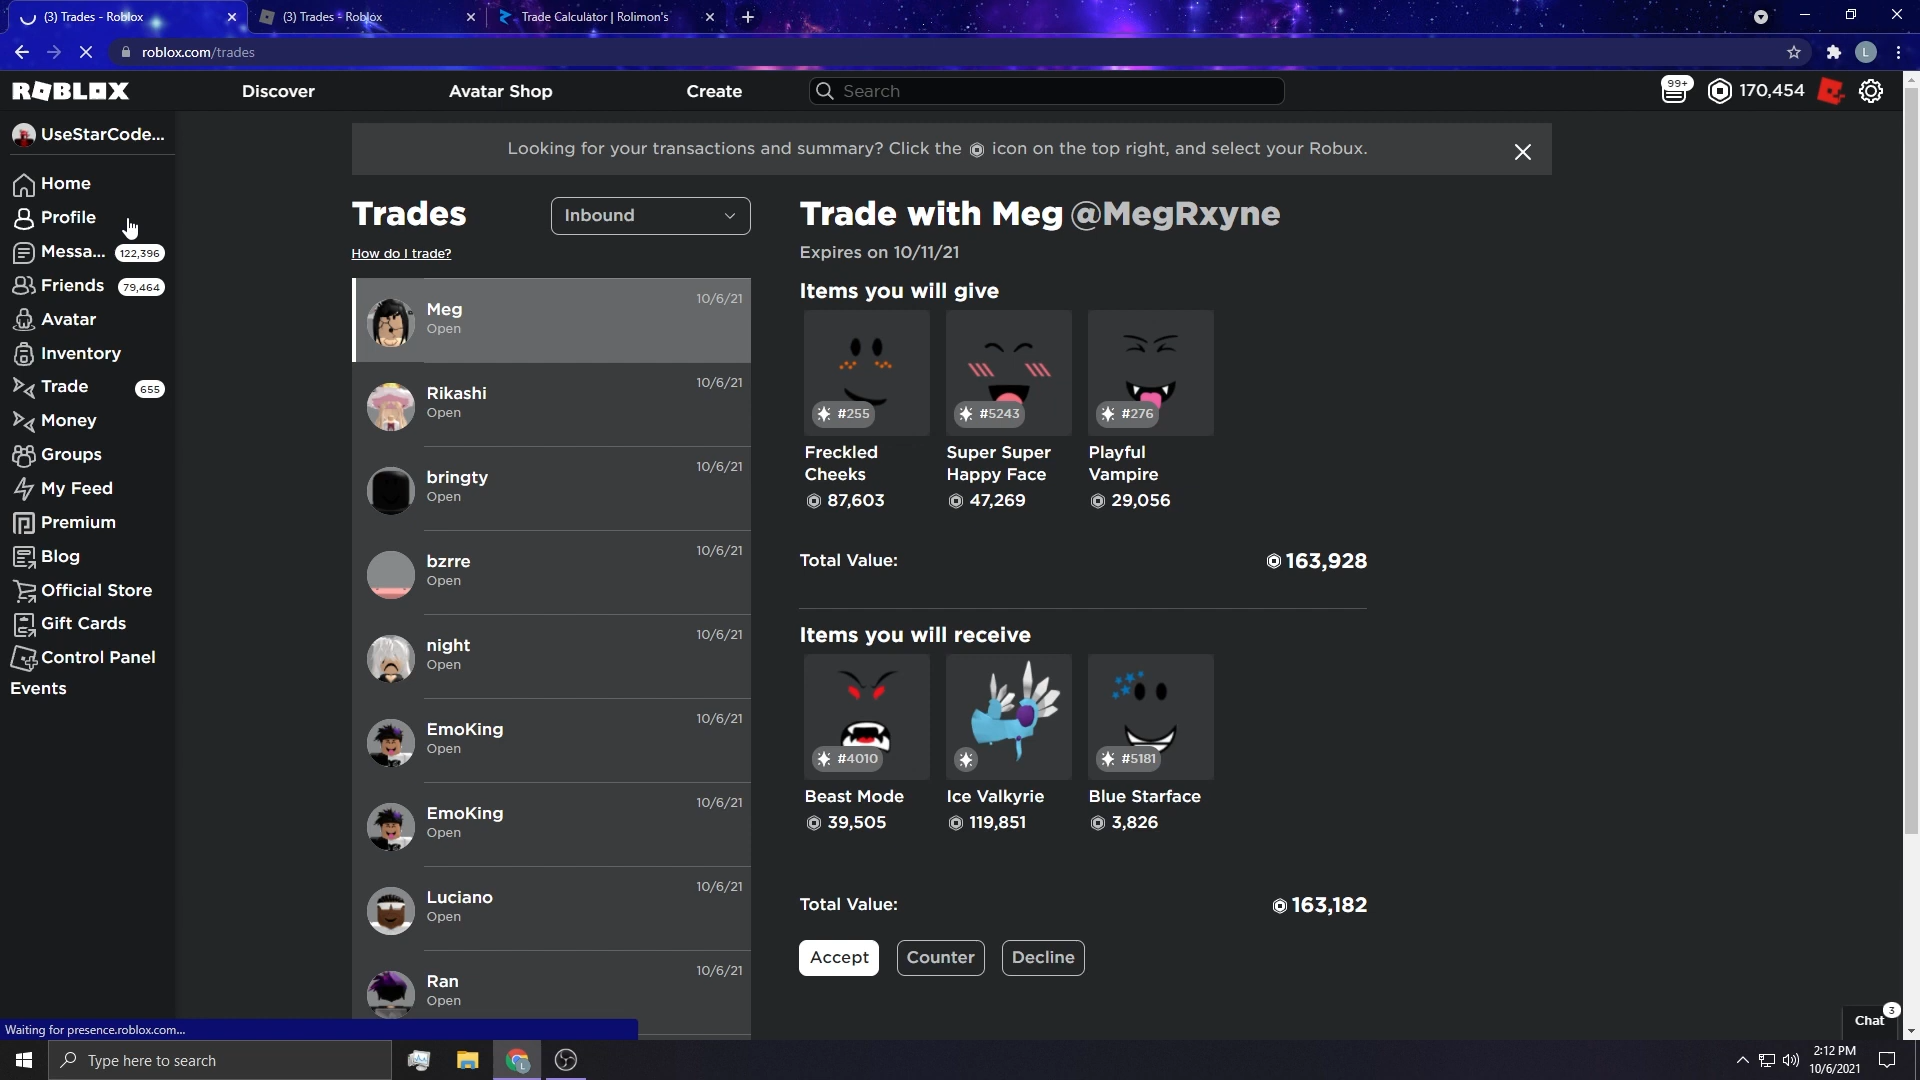 (3) Trades - Roblox
(3) Trades - Roblox
Trade Calculator | Rolimon's
roblox.com/trades
L
ROBLOX
Discover
Avatar Shop
Create
Search
99+
170,454
UseStarCode...
Home
Profile
Messa... 122,396
Friends 79,464
Avatar
Inventory
Trade 655
Money
Groups
My Feed
Premium
Blog
Official Store
Gift Cards
Control Panel
Events
Looking for your transactions and summary? Click the icon on the top right, and select your Robux.
Trades
Inbound
How do I trade?
Meg 10/6/21
Open
Rikashi 10/6/21
Open
bringty 10/6/21
Open
bzrre 10/6/21
Open
night 10/6/21
Open
EmoKing 10/6/21
Open
EmoKing 10/6/21
Open
Luciano 10/6/21
Open
Ran 10/6/21
Open
Trade with Meg @MegRxyne
Expires on 10/11/21
Items you will give
#255
Freckled
Cheeks
87,603
#5243
Super Super
Happy Face
47,269
#276
Playful
Vampire
29,056
Total Value: 163,928
Items you will receive
#4010
Beast Mode
39,505
Ice Valkyrie
119,851
#5181
Blue Starface
3,826
Total Value: 163,182
Accept
Counter
Decline
Chat 3
Waiting for presence.roblox.com...
Type here to search
L
2:12 PM
10/6/2021